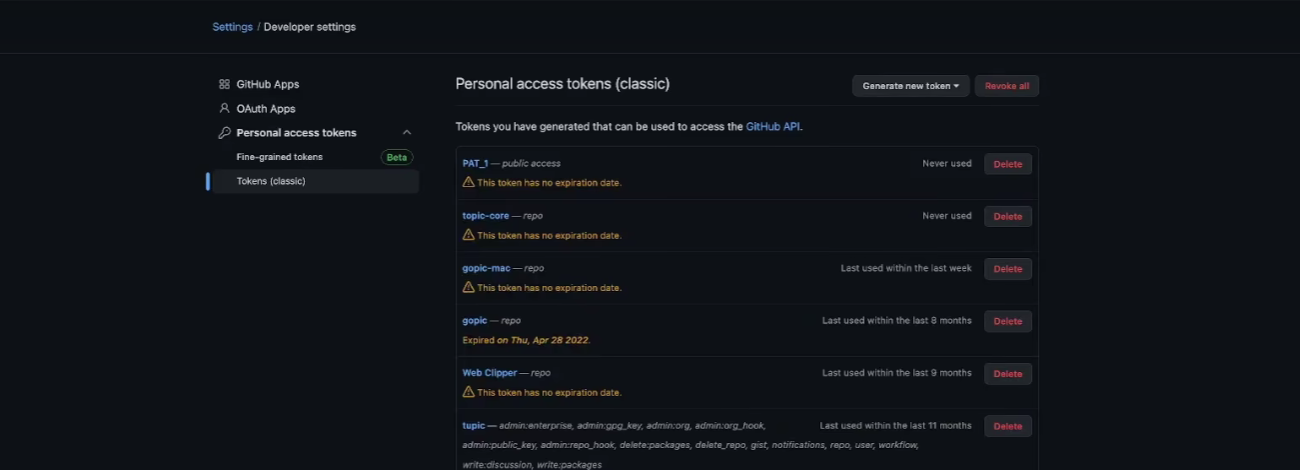 Settings / Developer settings
GitHub Apps
OAuth Apps
Personal access tokens
Fine-grained tokens Beta
Tokens (classic)
Personal access tokens (classic) Generate new token Revoke all
Tokens you have generated that can be used to access the GitHub API.
PAT_1 — public access Never used Delete
This token has no expiration date.
topic-core — repo Never used Delete
This token has no expiration date.
gopic-mac — repo Last used within the last week Delete
This token has no expiration date.
gopic — repo Last used within the last 8 months Delete
Expired on Thu, Apr 28 2022.
Web Clipper — repo Last used within the last 9 months Delete
This token has no expiration date.
tupic — admin:enterprise, admin:gpg_key, admin:org, admin:org_hook, Last used within the last 11 months Delete
admin:public_key, admin:repo_hook, delete:packages, delete_repo, gist, notifications, repo, user, workflow,
write:discussion, write:packages